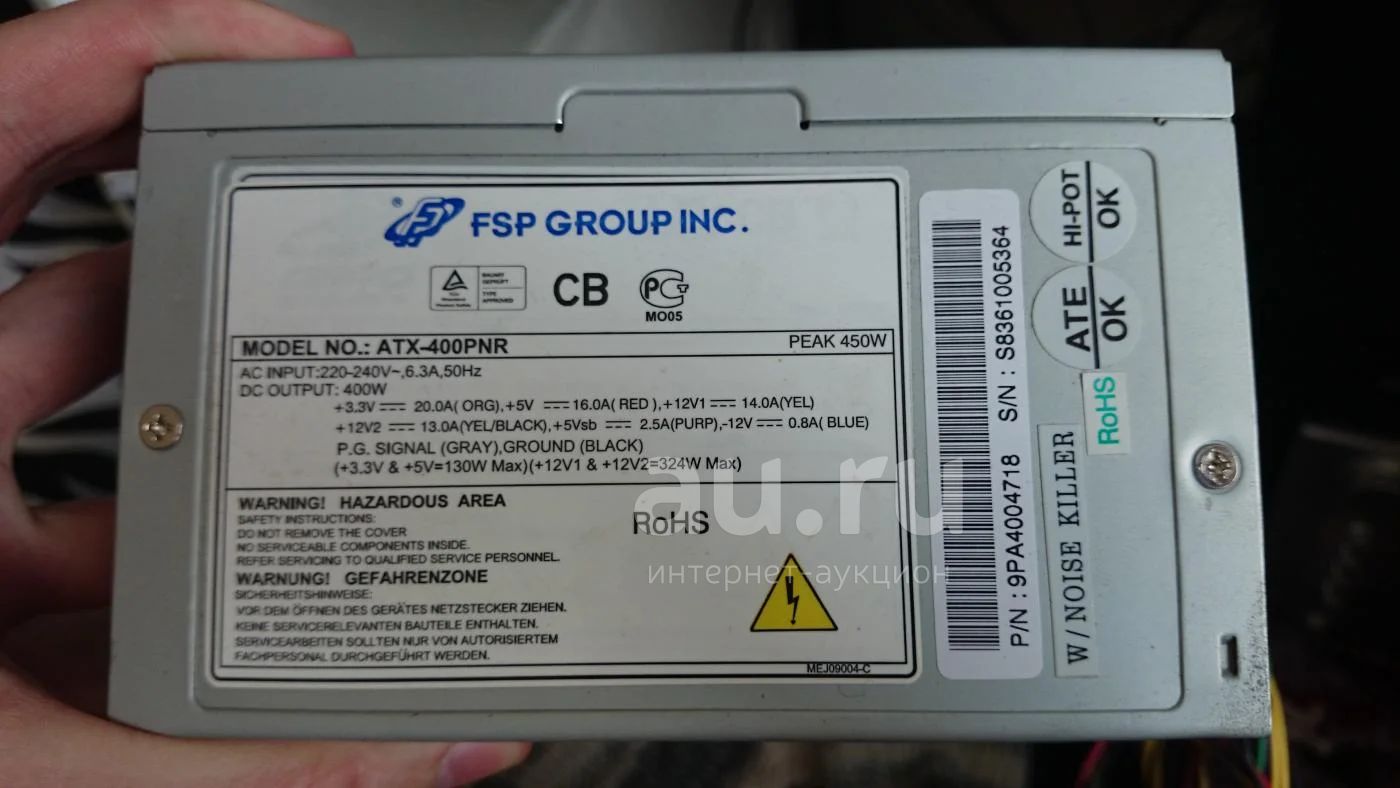 ® FSP GROUP INC.
CB
PCT
MO05
MODEL NO.: ATX-400PNR PEAK 450W
AC INPUT:220-240V~,6.3A,50Hz
DC OUTPUT: 400W
+3.3V ⎓ 20.0A( ORG),+5V ⎓16.0A( RED ),+12V1⎓ 14.0A(YEL)
+12V2 ⎓ 13.0A(YEL/BLACK),+5Vsb ⎓ 2.5A(PURP),-12V⎓ 0.8A( BLUE)
P.G. SIGNAL (GRAY),GROUND (BLACK)
(+3.3V & +5V=130W Max)(+12V1 & +12V2=324W Max)
WARNING! HAZARDOUS AREA
SAFETY INSTRUCTIONS:
DO NOT REMOVE THE COVER
NO SERVICEABLE COMPONENTS INSIDE.
REFER SERVICING TO QUALIFIED SERVICE PERSONNEL.
WARNUNG! GEFAHRENZONE
SICHERHEITSHINWEISE:
VOR DEM ÖFFNEN DES GERÄTES NETZSTECKER ZIEHEN.
KEINE SERVICERELEVANTEN BAUTEILE ENTHALTEN.
SERVICEARBEITEN SOLLTEN NUR VON AUTORISIERTEM
FACHPERSONAL DURCHGEFÜHRT WERDEN.
RoHS
MEJ09004-C
P/N : 9PA4004718 S/N : S8361005364
HI-POT
OK
ATE
OK
RoHS
W/NOISE KILLER
au.ru
интернет-аукцион